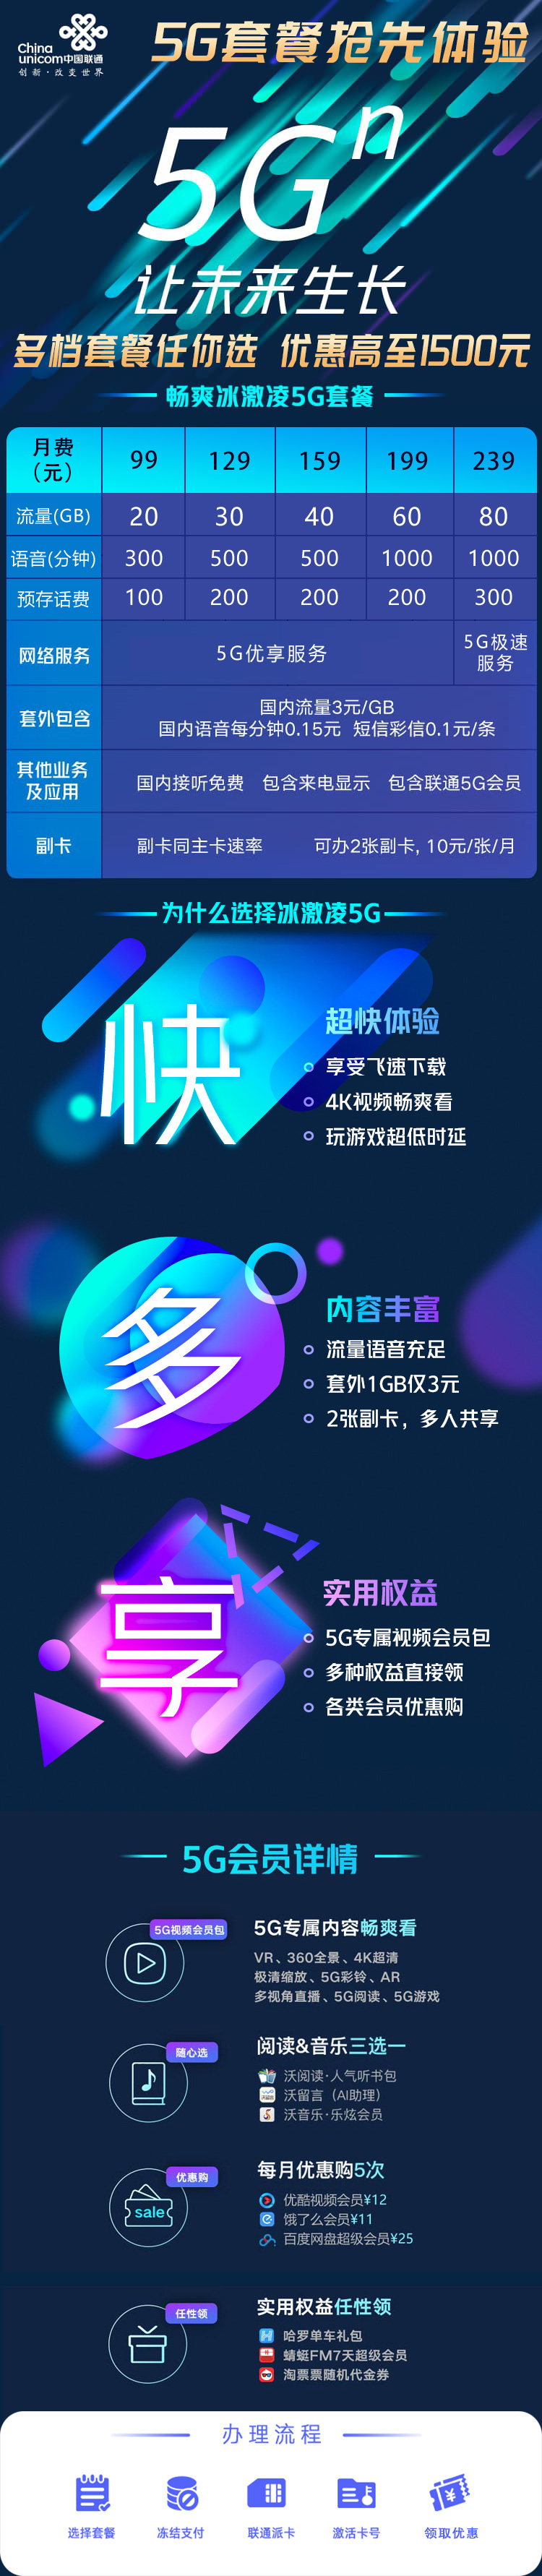 China
unicom中国联通
创新·改变世界
5G套餐抢先体验
5Gⁿ
让未来生长
多档套餐任你选 优惠高至1500元
畅爽冰激凌5G套餐
月费（元） 99 129 159 199 239
流量(GB) 20 30 40 60 80
语音(分钟) 300 500 500 1000 1000
预存话费 100 200 200 200 300
网络服务 5G优享服务 5G极速服务
套外包含 国内流量3元/GB
国内语音每分钟0.15元 短信彩信0.1元/条
其他业务及应用 国内接听免费 包含来电显示 包含联通5G会员
副卡 副卡同主卡速率 可办2张副卡, 10元/张/月
为什么选择冰激凌5G
快
超快体验
享受飞速下载
4K视频畅爽看
玩游戏超低时延
多
内容丰富
流量语音充足
套外1GB仅3元
2张副卡，多人共享
享
实用权益
5G专属视频会员包
多种权益直接领
各类会员优惠购
5G会员详情
5G视频会员包
5G专属内容畅爽看
VR、360全景、4K超清
极清缩放、5G彩铃、AR
多视角直播、5G阅读、5G游戏
随心选
阅读&音乐三选一
沃阅读·人气听书包
沃留言（AI助理）
沃音乐·乐炫会员
优惠购
sale
每月优惠购5次
优酷视频会员¥12
饿了么会员¥11
百度网盘超级会员¥25
任性领
实用权益任性领
哈罗单车礼包
蜻蜓FM7天超级会员
淘票票随机代金券
办理流程
选择套餐 冻结支付 联通派卡 激活卡号 领取优惠